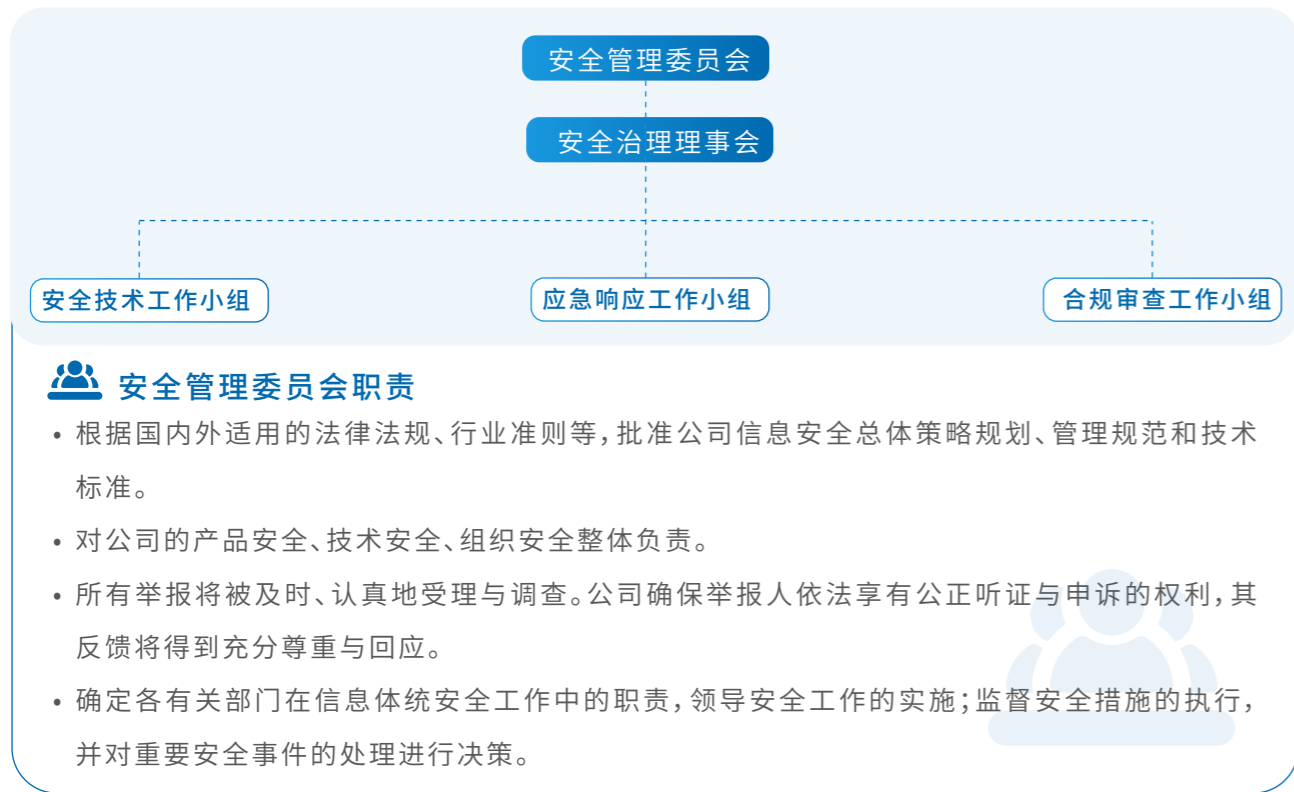 安全管理委员会
安全治理理事会
安全技术工作小组
应急响应工作小组
合规审查工作小组
安全管理委员会职责
• 根据国内外适用的法律法规、行业准则等,批准公司信息安全总体策略规划、管理规范和技术
标准。
• 对公司的产品安全、技术安全、组织安全整体负责。
• 所有举报将被及时、认真地受理与调查。公司确保举报人依法享有公正听证与申诉的权利,其
反馈将得到充分尊重与回应。
• 确定各有关部门在信息体统安全工作中的职责,领导安全工作的实施;监督安全措施的执行,
并对重要安全事件的处理进行决策。